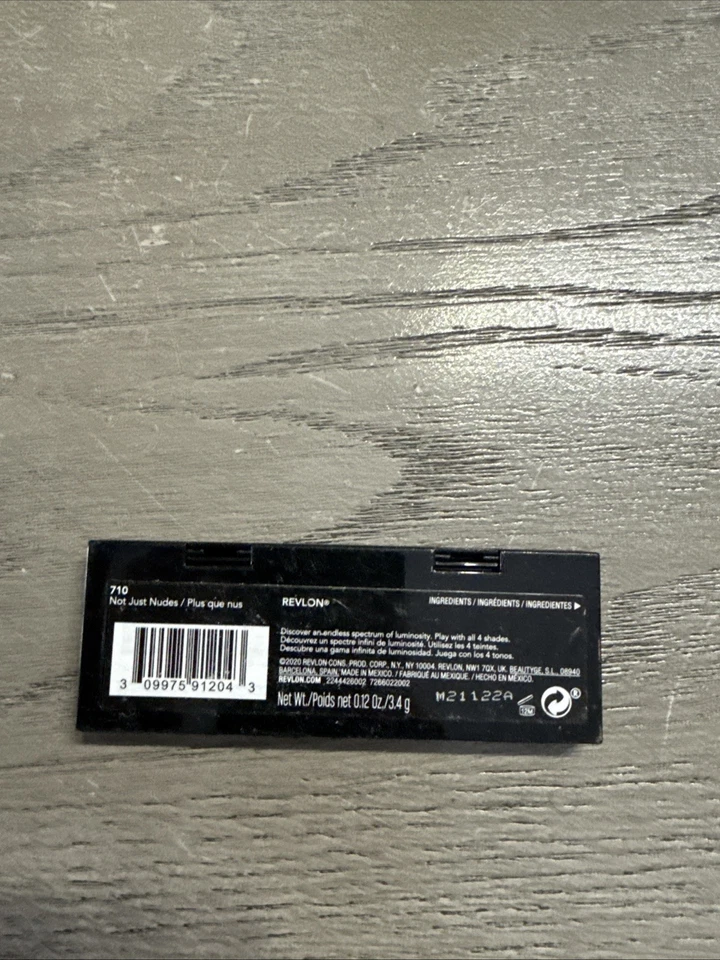 710
Not Just Nudes / Plus que nus
3 09975 91204 3
REVLON®
INGREDIENTS / INGRÉDIENTS / INGREDIENTES ▶
Discover an endless spectrum of luminosity. Play with all 4 shades.
Découvrez un spectre infini de luminosité. Utilisez les 4 teintes.
Descubre una gama infinita de luminosidad. Juega con los 4 tonos.
©2020 REVLON CONS. PROD. CORP., N.Y., NY 10004. REVLON, NW1 7QX, UK. BEAUTYGE, S.L., 08940
BARCELONA, SPAIN. MADE IN MEXICO. / FABRIQUÉ AU MEXIQUE. / HECHO EN MÉXICO.
REVLON.COM 2244426002 7266022002
Net Wt./Poids net 0.12 Oz./3.4 g
M21122A
12M
®